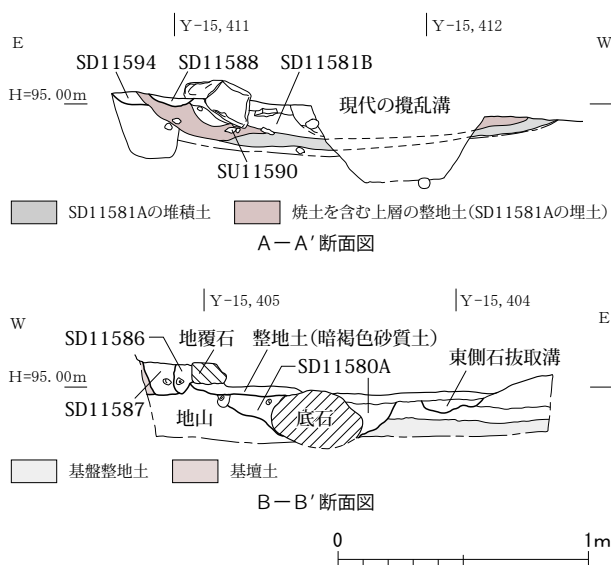 Y-15,411
Y-15,412
E
W
SD11594
SD11588
SD11581B
H=95.00m
現代の攪乱溝
SU11590
SD11581Aの堆積土
焼土を含む上層の整地土(SD11581Aの埋土)
A－A′断面図
Y-15,405
Y-15,404
W
E
SD11586
地覆石
整地土(暗褐色砂質土)
SD11580A
東側石抜取溝
H=95.00m
SD11587
地山
底石
基盤整地土
基壇土
B－B′断面図
0
1m